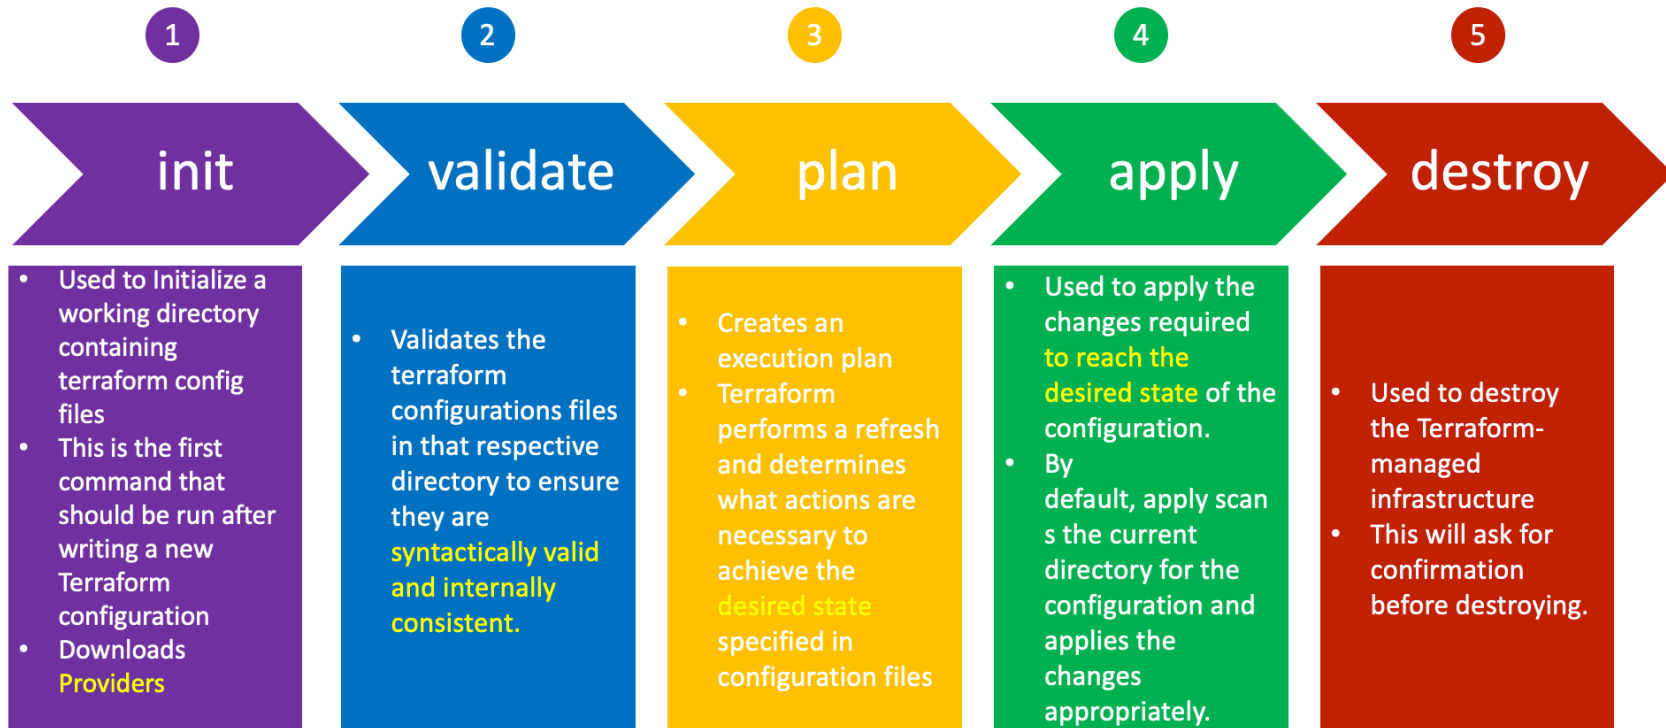 1
2
3
4
5
init
validate
plan
apply
destroy
• Used to Initialize a
working directory
containing
terraform config
files
• This is the first
command that
should be run after
writing a new
Terraform
configuration
• Downloads
Providers
• Validates the
terraform
configurations files
in that respective
directory to ensure
they are
syntactically valid
and internally
consistent.
• Creates an
execution plan
• Terraform
performs a refresh
and determines
what actions are
necessary to
achieve the
desired state
specified in
configuration files
• Used to apply the
changes required
to reach the
desired state of the
configuration.
• By
default, apply scan
s the current
directory for the
configuration and
applies the
changes
appropriately.
• Used to destroy
the Terraform-
managed
infrastructure
• This will ask for
confirmation
before destroying.